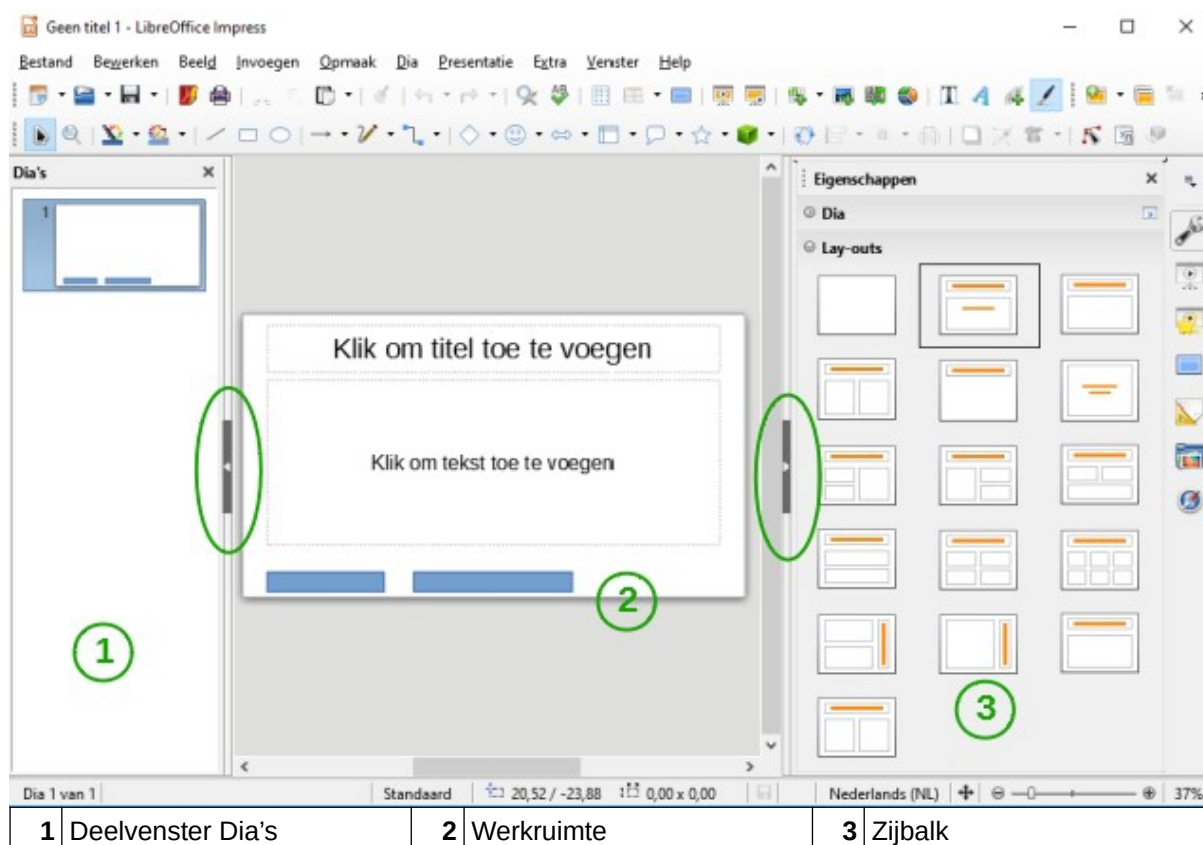 Geen titel 1 - LibreOffice Impress
Bestand Bewerken Beeld Invoegen Opmaak Dia Presentatie Extra Venster Help
Dia's
1
Klik om titel toe te voegen
Klik om tekst toe te voegen
1
2
Eigenschappen
Dia
Lay-outs
3
Dia 1 van 1 Standaard 20,52 / -23,88 0,00 x 0,00 Nederlands (NL) 37%
1 Deelvenster Dia's 2 Werkruimte 3 Zijbalk